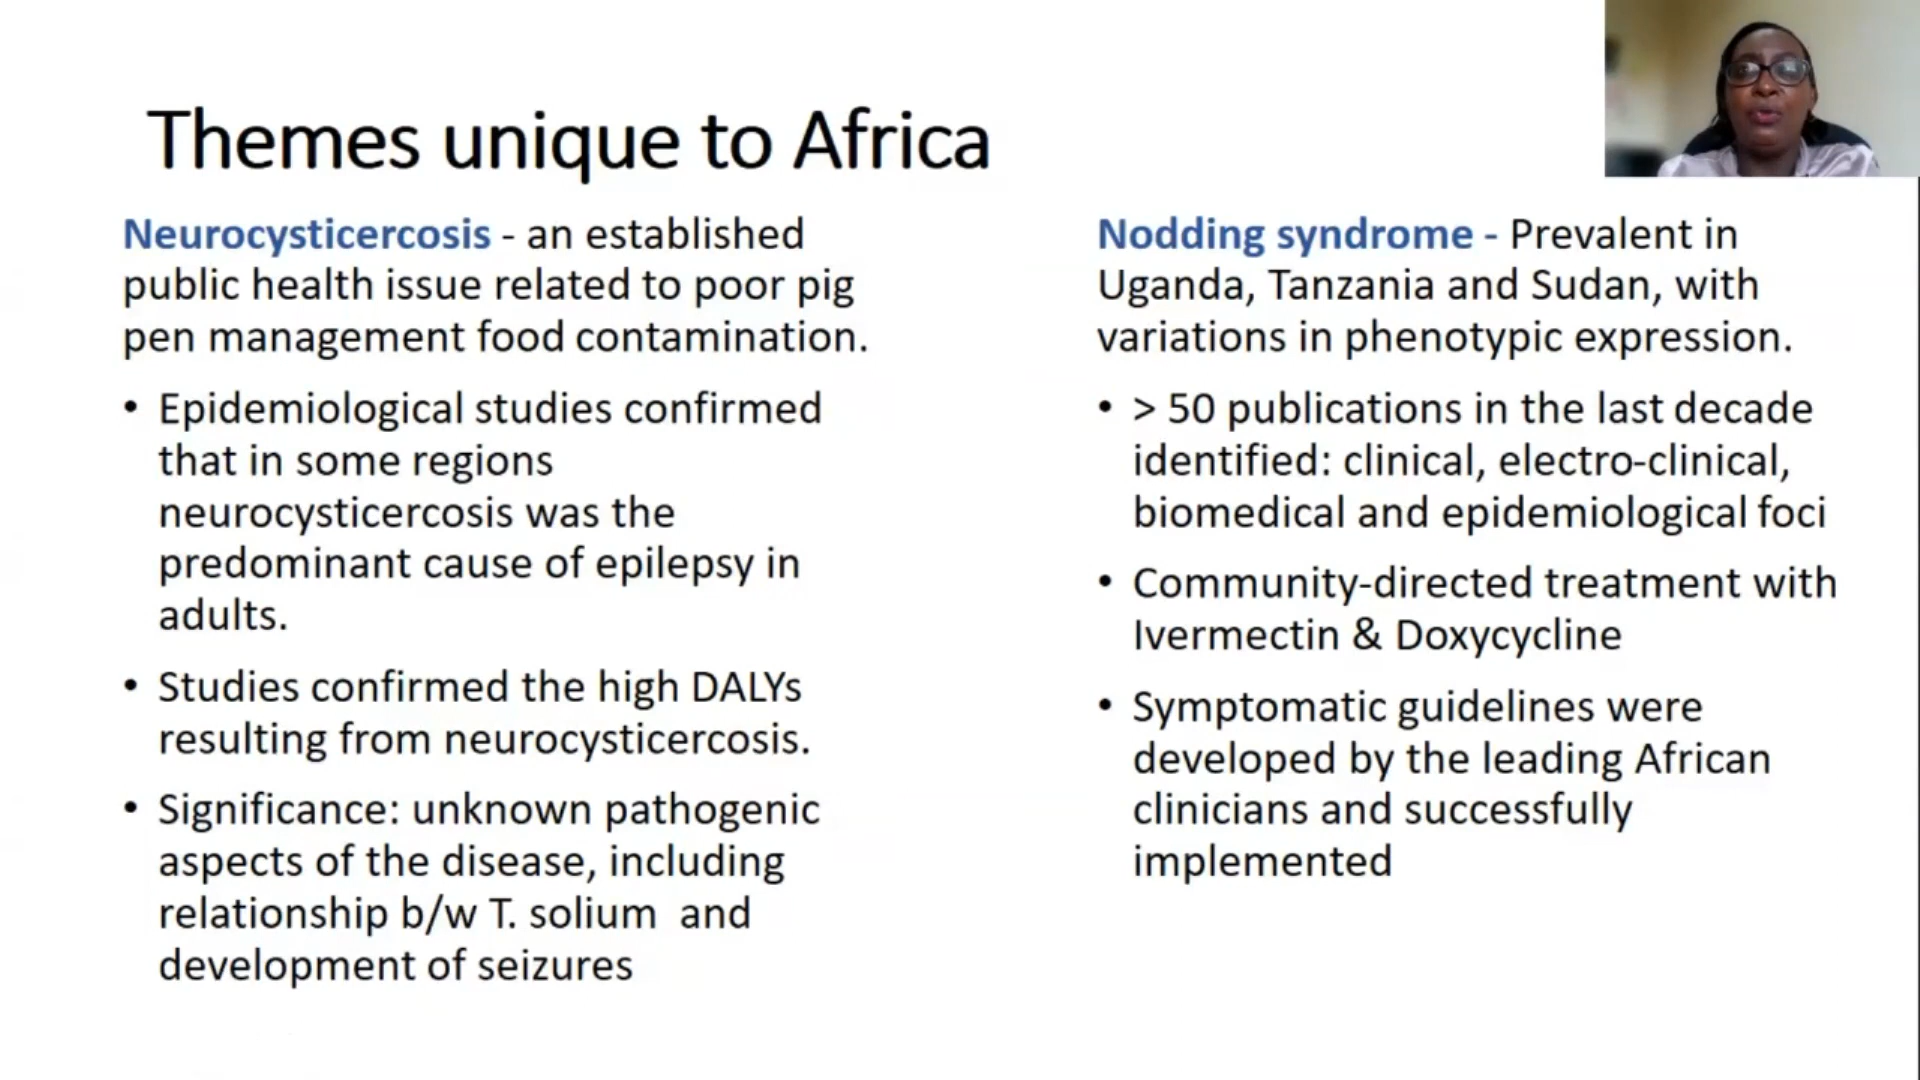 Themes unique to Africa
Neurocysticercosis - an established
public health issue related to poor pig
pen management food contamination.
• Epidemiological studies confirmed
that in some regions
neurocysticercosis was the
predominant cause of epilepsy in
adults.
• Studies confirmed the high DALYs
resulting from neurocysticercosis.
• Significance: unknown pathogenic
aspects of the disease, including
relationship b/w T. solium and
development of seizures
Nodding syndrome - Prevalent in
Uganda, Tanzania and Sudan, with
variations in phenotypic expression.
• > 50 publications in the last decade
identified: clinical, electro-clinical,
biomedical and epidemiological foci
• Community-directed treatment with
Ivermectin & Doxycycline
• Symptomatic guidelines were
developed by the leading African
clinicians and successfully
implemented